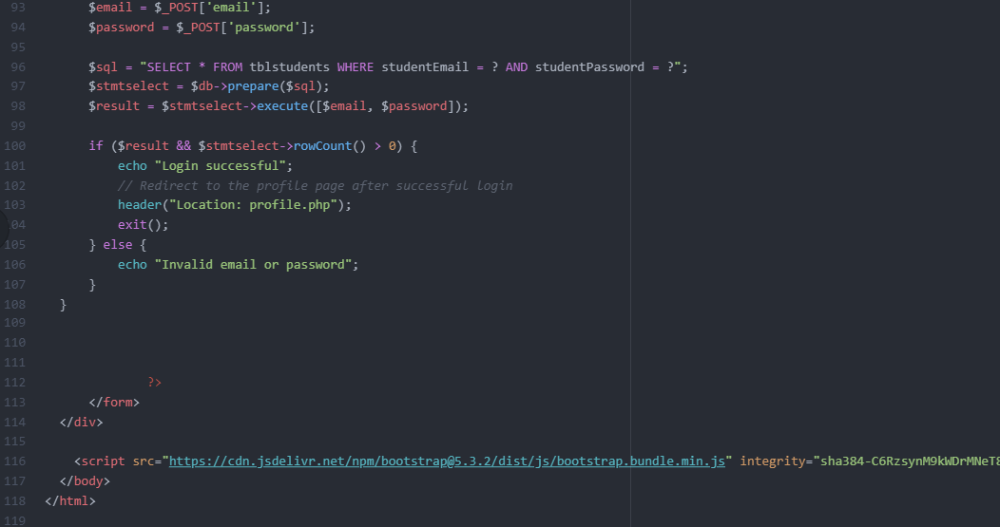 93 $email = $_POST['email'];
94 $password = $_POST['password'];
95
96 $sql = "SELECT * FROM tblstudents WHERE studentEmail = ? AND studentPassword = ?";
97 $stmtselect = $db->prepare($sql);
98 $result = $stmtselect->execute([$email, $password]);
99
100 if ($result && $stmtselect->rowCount() > 0) {
101 echo "Login successful";
102 // Redirect to the profile page after successful login
103 header("Location: profile.php");
104 exit();
105 } else {
106 echo "Invalid email or password";
107 }
108 }
109
110
111
112 ?>
113 </form>
114 </div>
115
116 <script src="https://cdn.jsdelivr.net/npm/bootstrap@5.3.2/dist/js/bootstrap.bundle.min.js" integrity="sha384-C6RzsynM9kWDrMNeT8
117 </body>
118 </html>
119